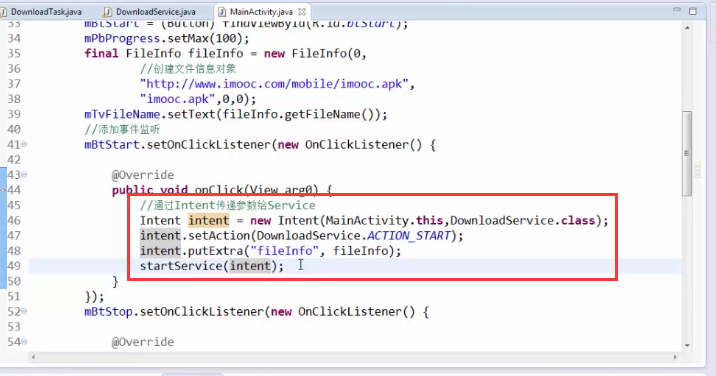 DownloadTask.java DownloadService.java MainActivity.java
33 mBtStart = (Button) findViewById(R.id.btStart);
34 mPbProgress.setMax(100);
35 final FileInfo fileInfo = new FileInfo(0,
36 //创建文件信息对象
37 "http://www.imooc.com/mobile/imooc.apk",
38 "imooc.apk",0,0);
39 mTvFileName.setText(fileInfo.getFileName());
40 //添加事件监听
41 mBtStart.setOnClickListener(new OnClickListener() {
42
43 @Override
44 public void onClick(View arg0) {
45 //通过Intent传递参数给Service
46 Intent intent = new Intent(MainActivity.this,DownloadService.class);
47 intent.setAction(DownloadService.ACTION_START);
48 intent.putExtra("fileInfo", fileInfo);
49 startService(intent);
50 }
51 });
52 mBtStop.setOnClickListener(new OnClickListener() {
53
54 @Override